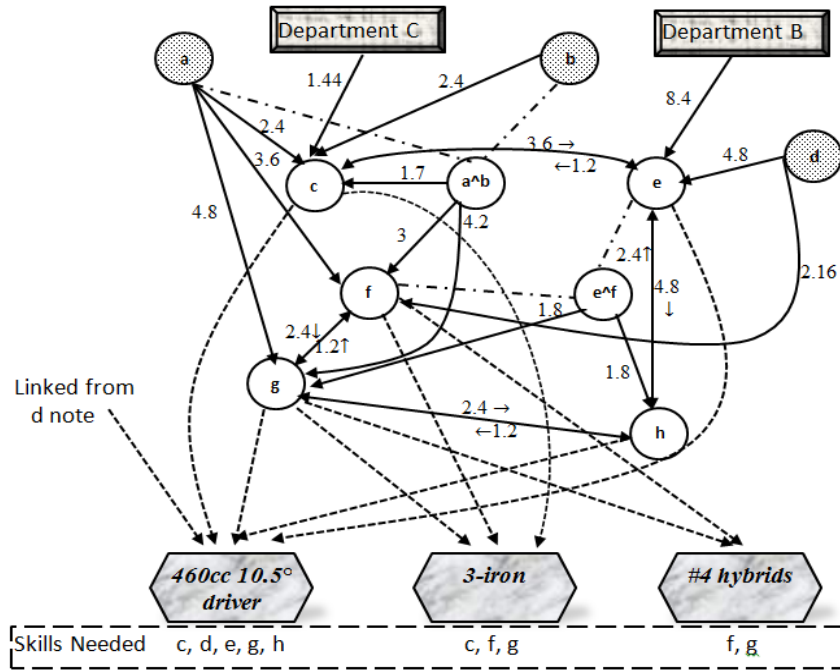 Department C
Department B
a
b
1.44
2.4
8.4
2.4
3.6 →
←1.2
4.8
d
3.6
c
1.7
a^b
e
4.8
4.2
3
2.4↑
f
e^f
4.8
↓
2.16
2.4↓
1.2↑
1.8
g
1.8
Linked from
d note
2.4 →
←1.2
h
460cc 10.5°
driver
3-iron
#4 hybrids
Skills Needed c, d, e, g, h c, f, g f, g